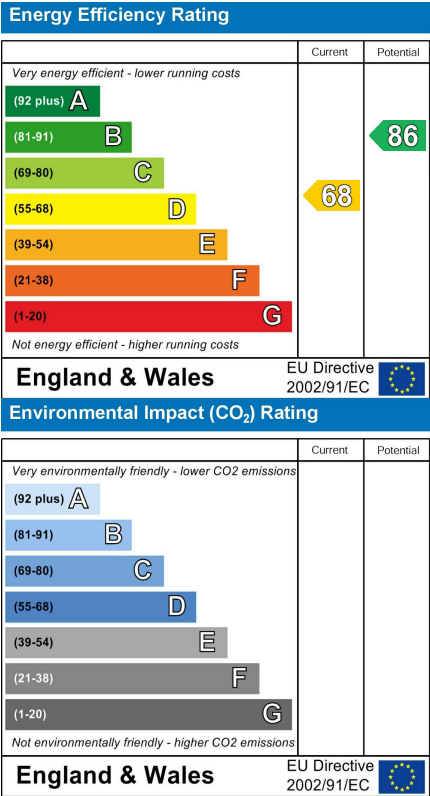 Energy Efficiency Rating
Current Potential
Very energy efficient - lower running costs
(92 plus) A
(81-91) B
86
(69-80) C
68
(55-68) D
(39-54) E
(21-38) F
(1-20) G
Not energy efficient - higher running costs
England & Wales
EU Directive
2002/91/EC
Environmental Impact (CO₂) Rating
Current Potential
Very environmentally friendly - lower CO2 emissions
(92 plus) A
(81-91) B
(69-80) C
(55-68) D
(39-54) E
(21-38) F
(1-20) G
Not environmentally friendly - higher CO2 emissions
England & Wales
EU Directive
2002/91/EC